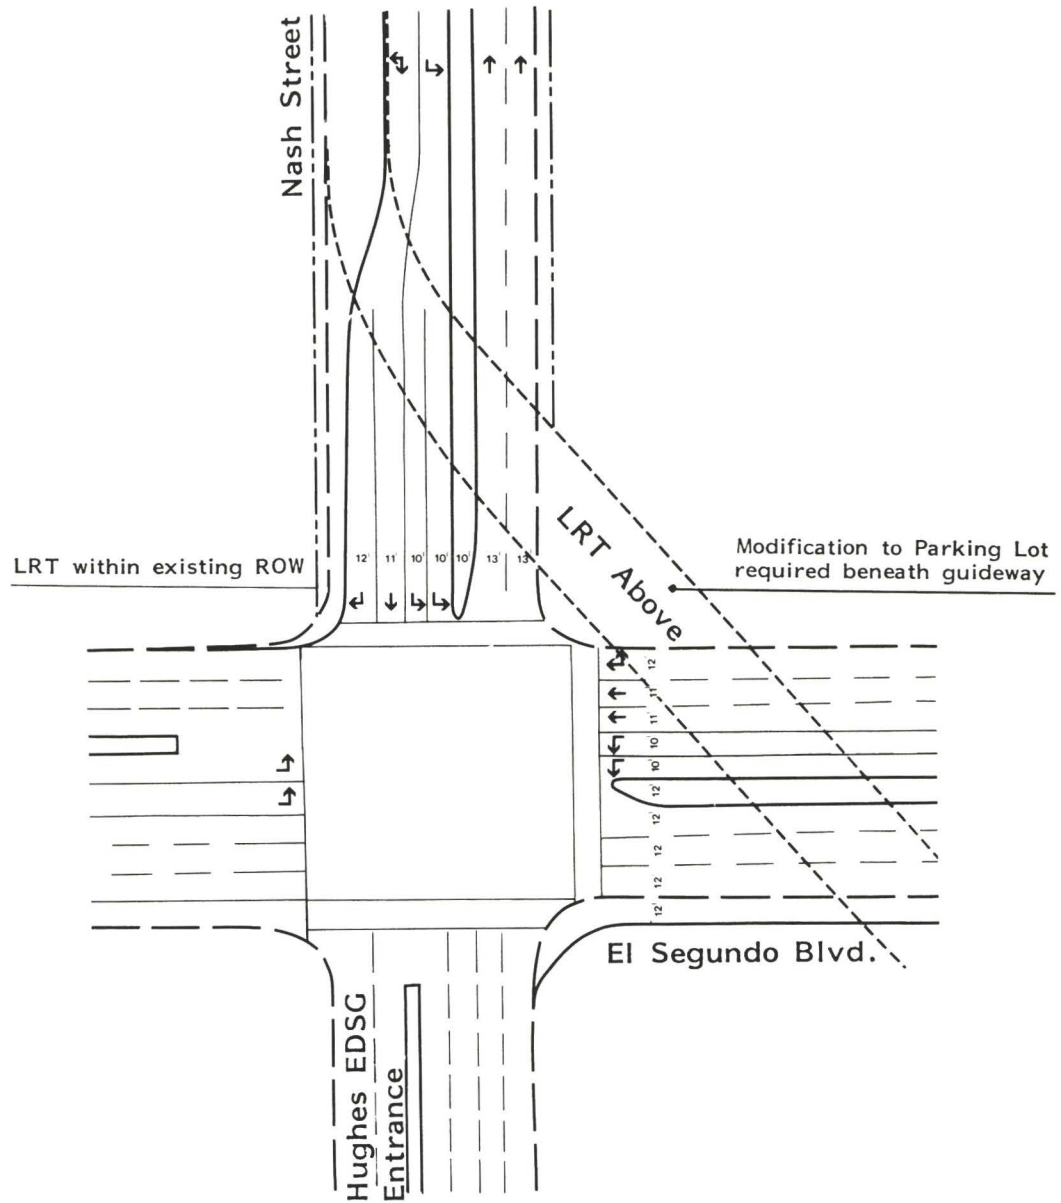 Nash Street
LRT within existing ROW
12' 11' 10' 10' 10' 13' 13'
LRT Above
Modification to Parking Lot
required beneath guideway
12'
11'
11'
10'
10'
12'
12'
12
12
12'
El Segundo Blvd.
Hughes EDSG
Entrance